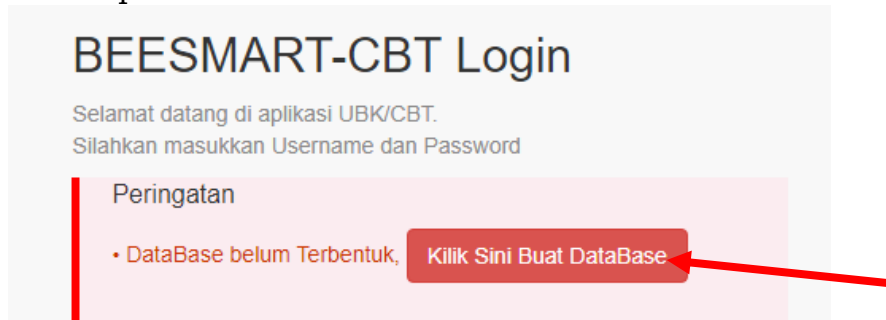 BEESMART-CBT Login
Selamat datang di aplikasi UBK/CBT.
Silahkan masukkan Username dan Password
Peringatan
• DataBase belum Terbentuk, Kilik Sini Buat DataBase